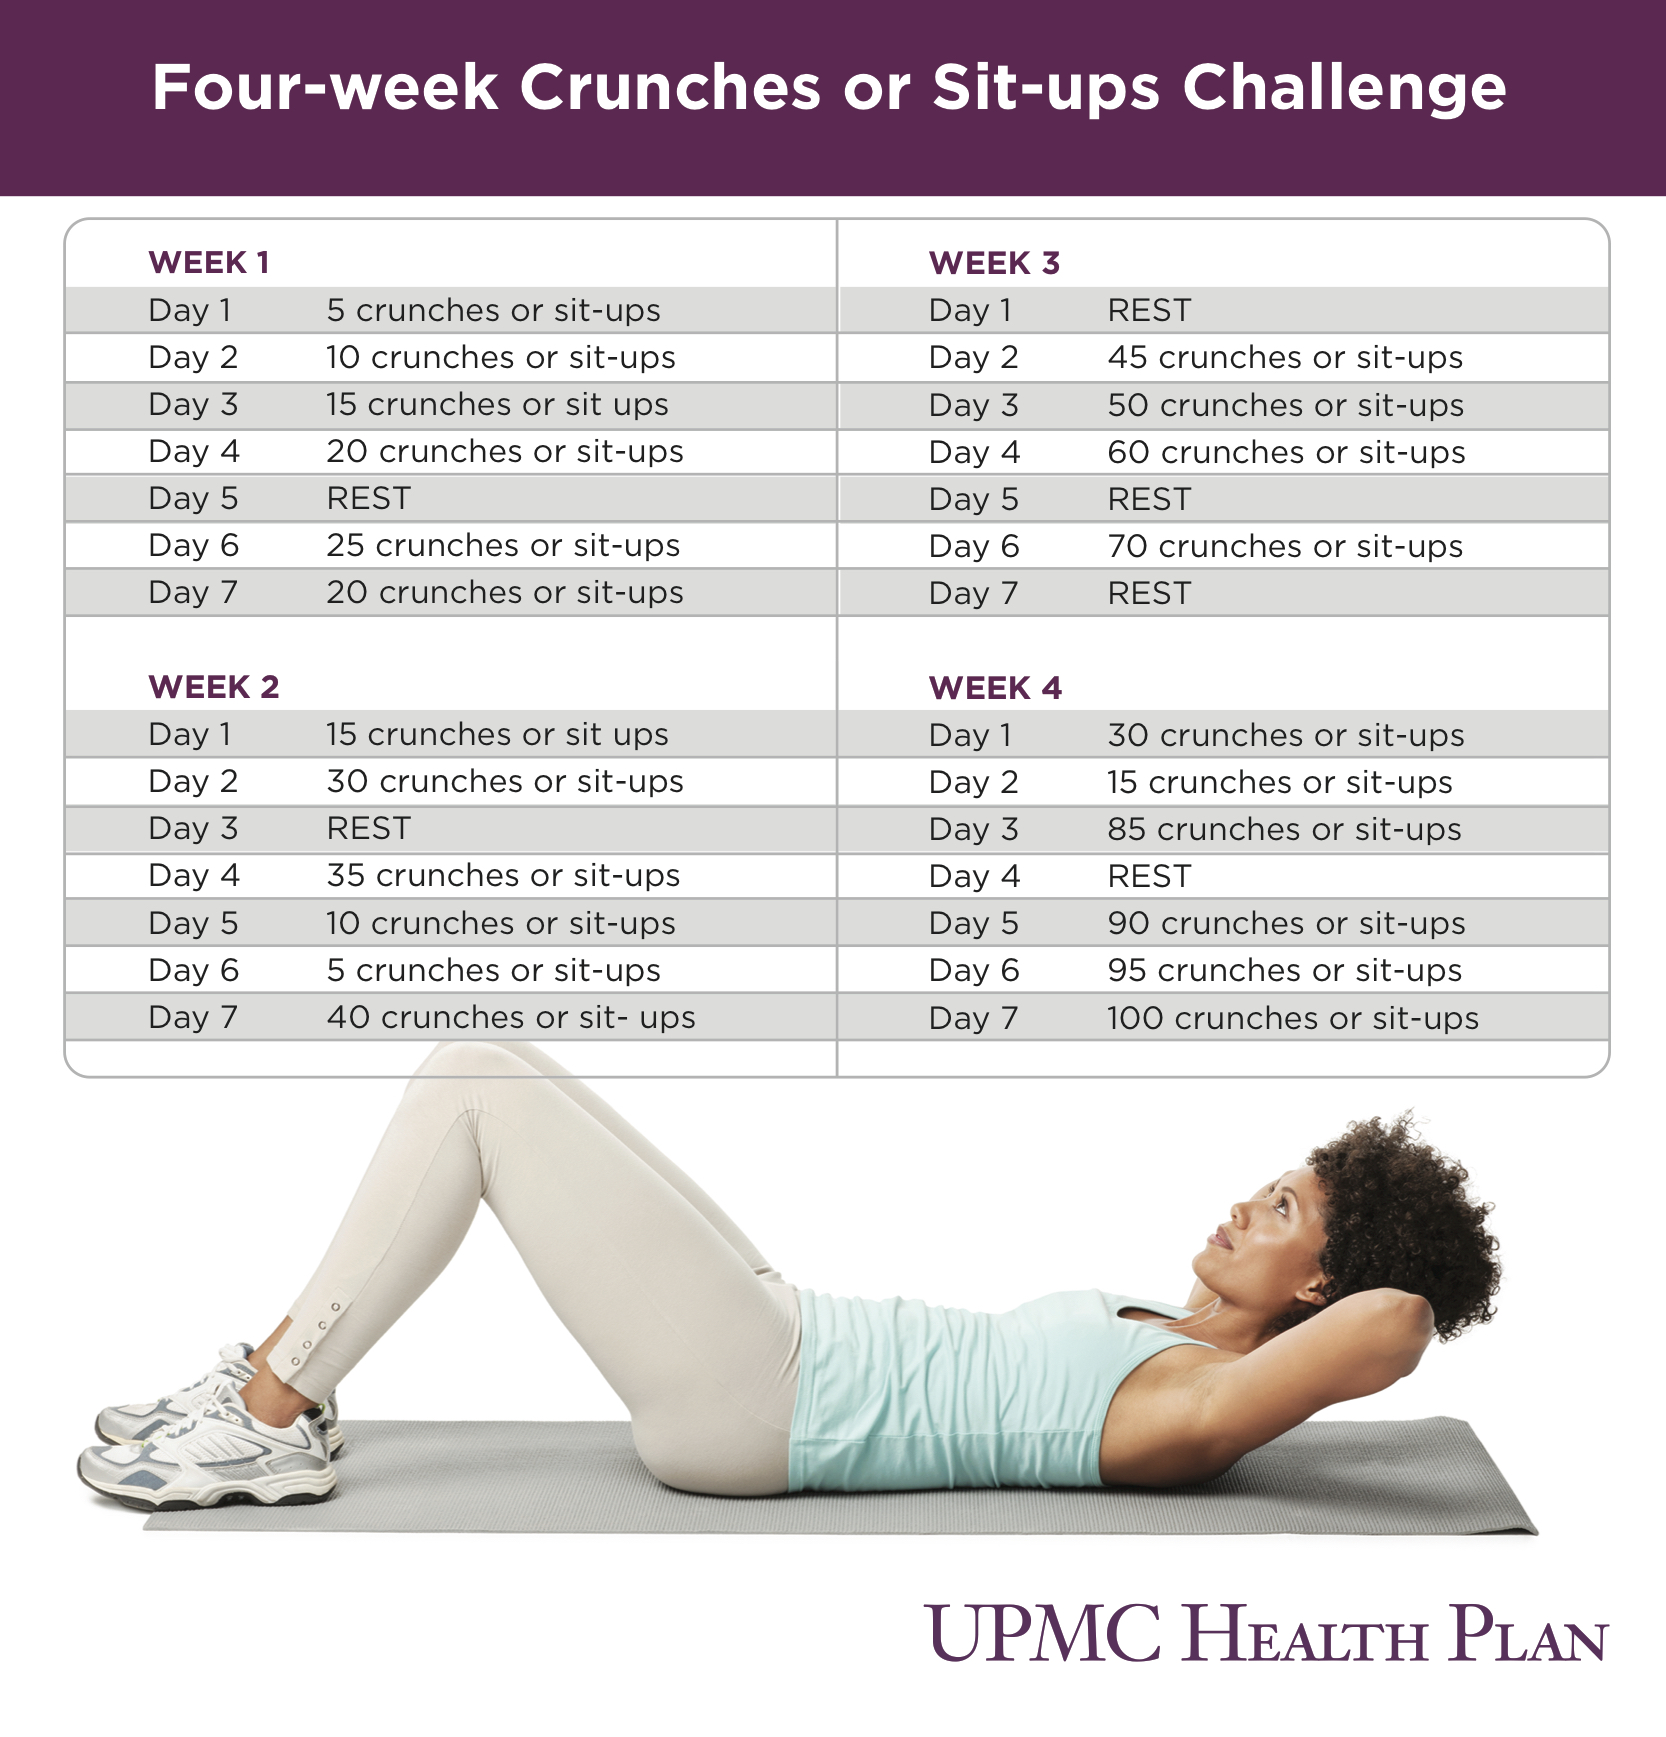 Four-week Crunches or Sit-ups Challenge
WEEK 1
Day 1 5 crunches or sit-ups
Day 2 10 crunches or sit-ups
Day 3 15 crunches or sit ups
Day 4 20 crunches or sit-ups
Day 5 REST
Day 6 25 crunches or sit-ups
Day 7 20 crunches or sit-ups
WEEK 2
Day 1 15 crunches or sit ups
Day 2 30 crunches or sit-ups
Day 3 REST
Day 4 35 crunches or sit-ups
Day 5 10 crunches or sit-ups
Day 6 5 crunches or sit-ups
Day 7 40 crunches or sit- ups
WEEK 3
Day 1 REST
Day 2 45 crunches or sit-ups
Day 3 50 crunches or sit-ups
Day 4 60 crunches or sit-ups
Day 5 REST
Day 6 70 crunches or sit-ups
Day 7 REST
WEEK 4
Day 1 30 crunches or sit-ups
Day 2 15 crunches or sit-ups
Day 3 85 crunches or sit-ups
Day 4 REST
Day 5 90 crunches or sit-ups
Day 6 95 crunches or sit-ups
Day 7 100 crunches or sit-ups
UPMC HEALTH PLAN